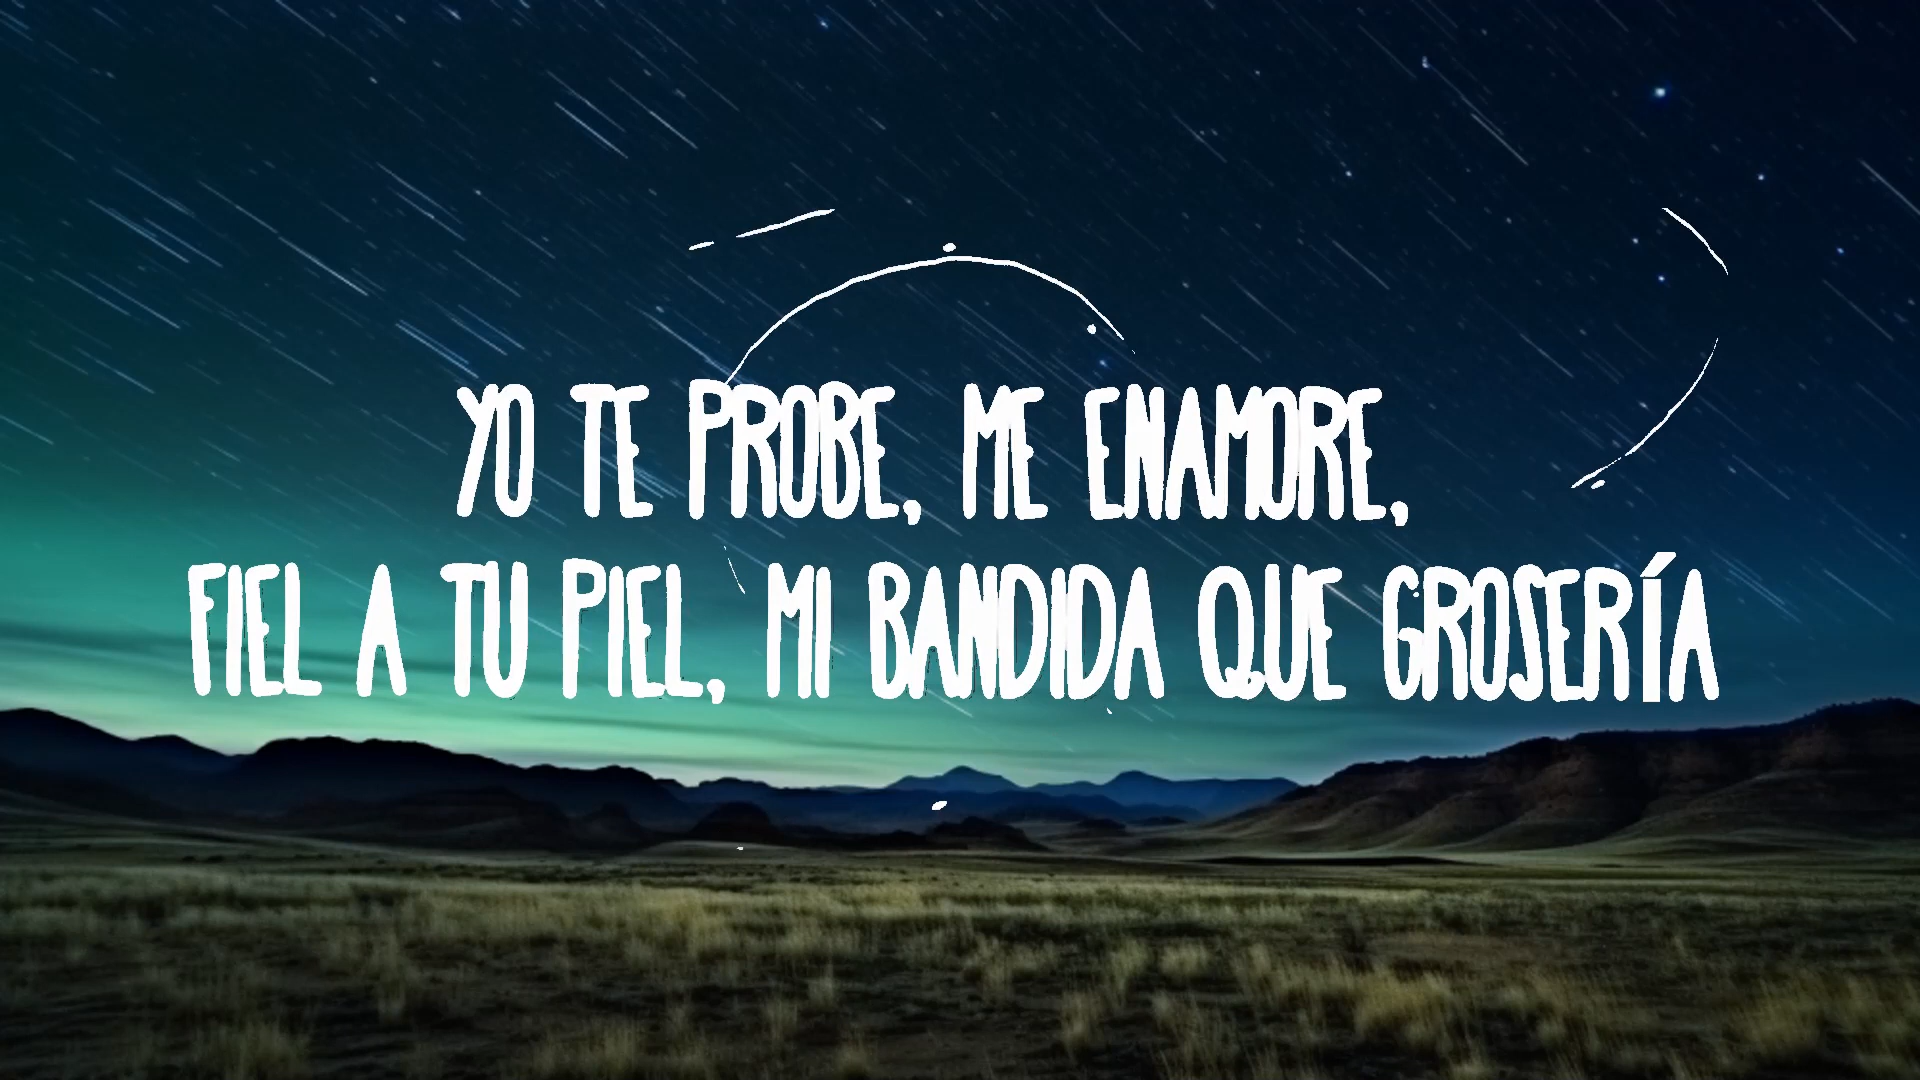 YO TE PROBE, ME ENAMORE,
FIEL A TU PIEL, MI BANDIDA QUE GROSERÍA